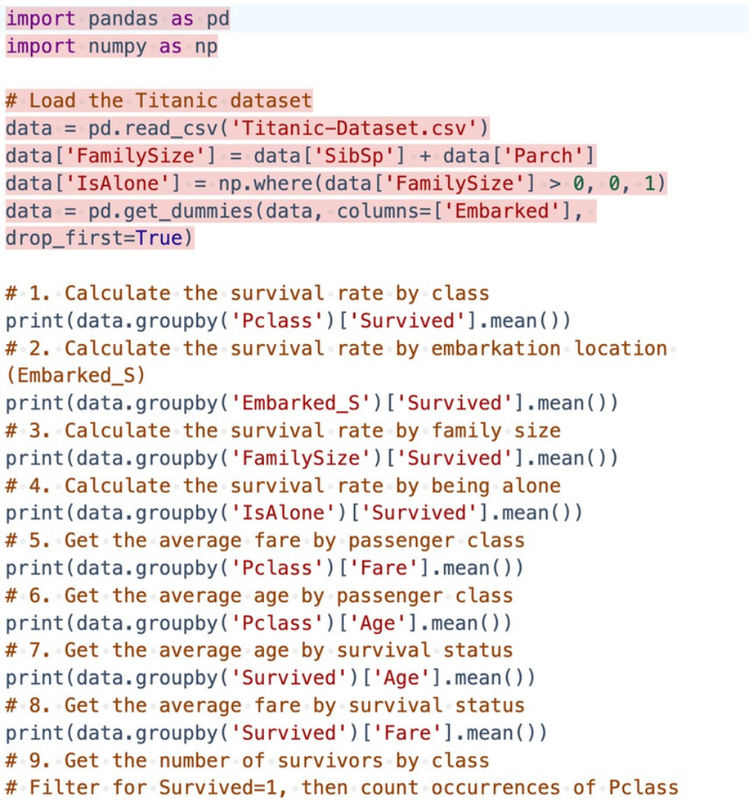 import pandas as pd
import numpy as np
# Load the Titanic dataset
data = pd.read_csv('Titanic-Dataset.csv')
data['FamilySize'] = data['SibSp'] + data['Parch']
data['IsAlone'] = np.where(data['FamilySize'] > 0, 0, 1)
data = pd.get_dummies(data, columns=['Embarked'],
drop_first=True)
# 1. Calculate the survival rate by class
print(data.groupby('Pclass')['Survived'].mean())
# 2. Calculate the survival rate by embarkation location
(Embarked_S)
print(data.groupby('Embarked_S')['Survived'].mean())
# 3. Calculate the survival rate by family size
print(data.groupby('FamilySize')['Survived'].mean())
# 4. Calculate the survival rate by being alone
print(data.groupby('IsAlone')['Survived'].mean())
# 5. Get the average fare by passenger class
print(data.groupby('Pclass')['Fare'].mean())
# 6. Get the average age by passenger class
print(data.groupby('Pclass')['Age'].mean())
# 7. Get the average age by survival status
print(data.groupby('Survived')['Age'].mean())
# 8. Get the average fare by survival status
print(data.groupby('Survived')['Fare'].mean())
# 9. Get the number of survivors by class
# Filter for Survived=1, then count occurrences of Pclass